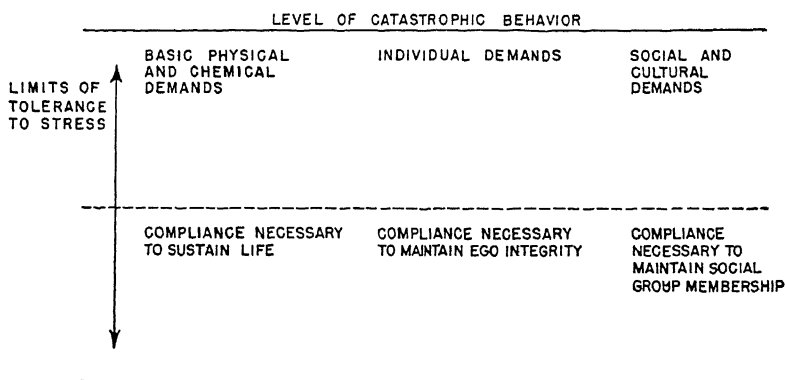 LEVEL OF CATASTROPHIC BEHAVIOR
LIMITS OF
TOLERANCE
TO STRESS
BASIC PHYSICAL
AND CHEMICAL
DEMANDS
INDIVIDUAL DEMANDS
SOCIAL AND
CULTURAL
DEMANDS
COMPLIANCE NECESSARY
TO SUSTAIN LIFE
COMPLIANCE NECESSARY
TO MAINTAIN EGO INTEGRITY
COMPLIANCE
NECESSARY TO
MAINTAIN SOCIAL
GROUP MEMBERSHIP